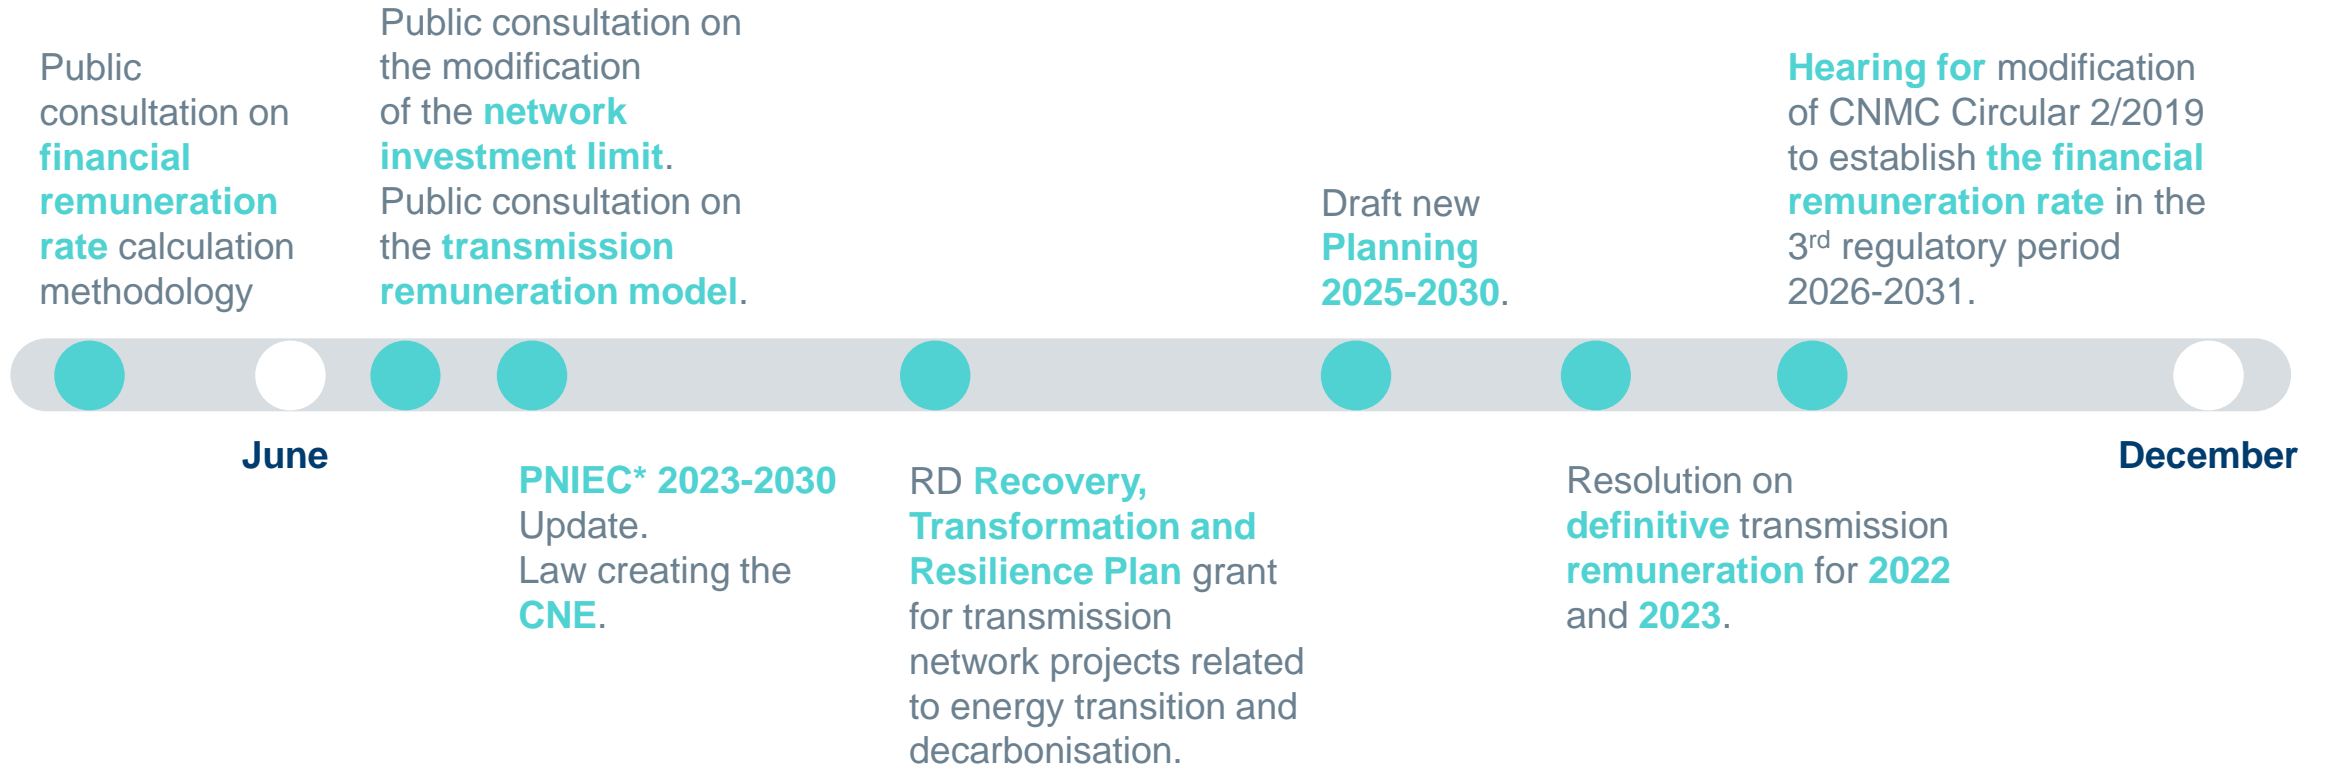 Public
consultation on
financial
remuneration
rate calculation
methodology
Public consultation on
the modification
of the network
investment limit.
Public consultation on
the transmission
remuneration model.
Draft new
Planning
2025-2030.
Hearing for modification
of CNMC Circular 2/2019
to establish the financial
remuneration rate in the
3rd regulatory period
2026-2031.
June
December
PNIEC* 2023-2030
Update.
Law creating the
CNE.
RD Recovery,
Transformation and
Resilience Plan grant
for transmission
network projects related
to energy transition and
decarbonisation.
Resolution on
definitive transmission
remuneration for 2022
and 2023.